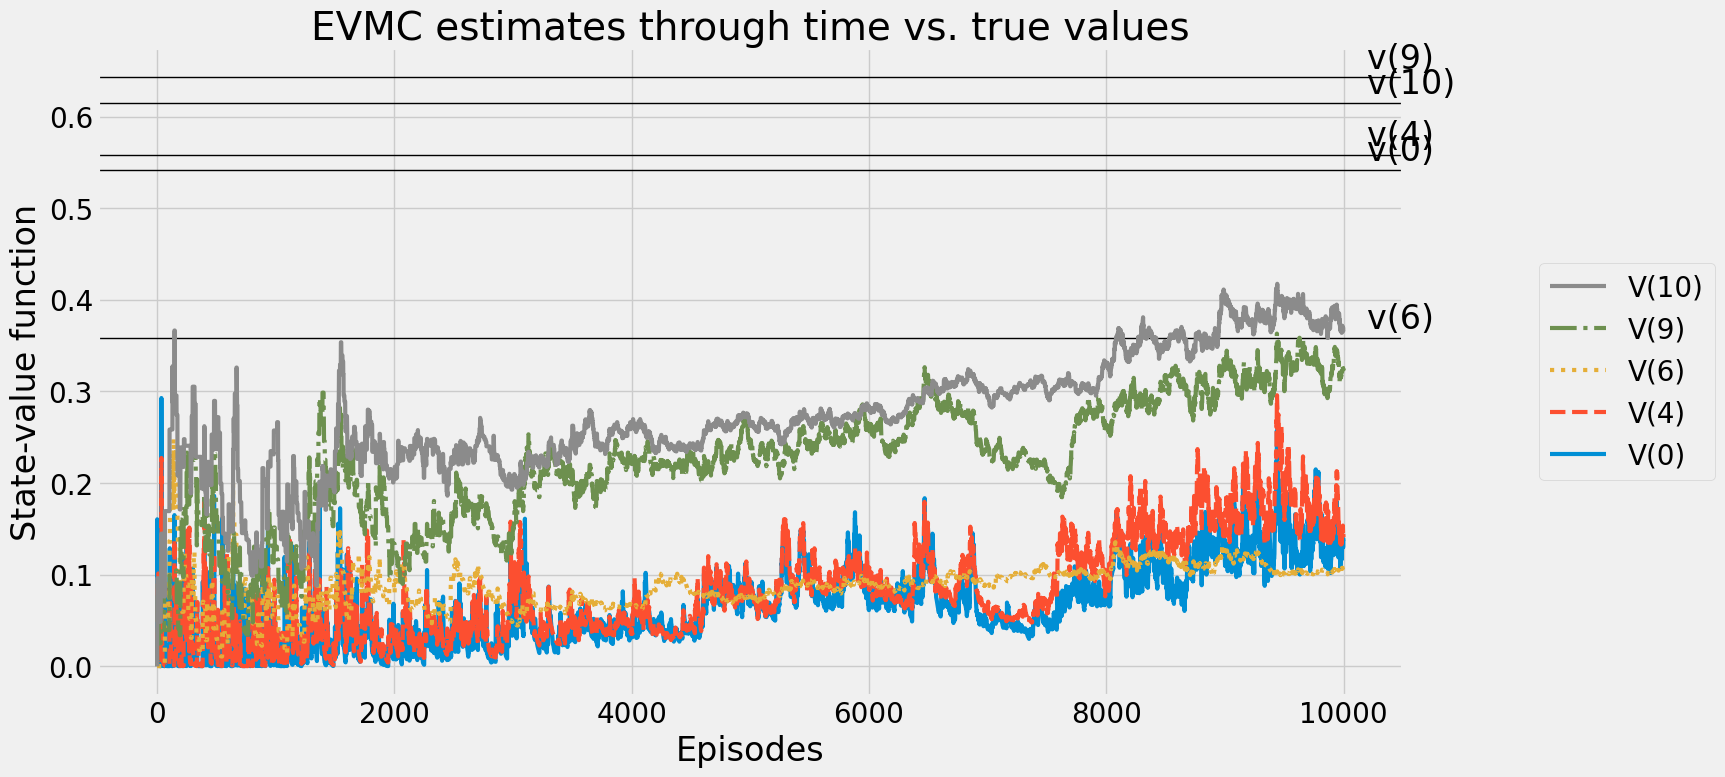 EVMC estimates through time vs. true values
v(9)
v(10)
v(4)
v(0)
v(6)
0.6
0.5
0.4
0.3
0.2
0.1
0.0
State-value function
0
2000
4000
6000
8000
10000
Episodes
V(10)
V(9)
V(6)
V(4)
V(0)